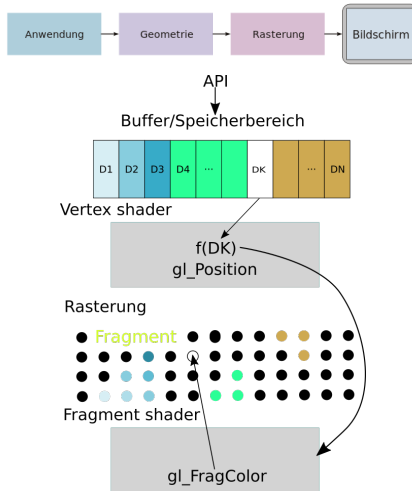 Anwendung Geometrie Rasterung Bildschirm
API
Buffer/Speicherbereich
D1 D2 D3 D4 ... DK ... DN
Vertex shader
f(DK)
gl_Position
Rasterung
Fragment
Fragment shader
gl_FragColor